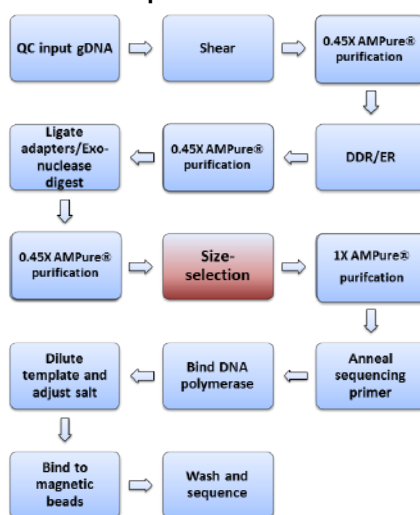 QC input gDNA
Shear
0.45X AMPure®
purification
Ligate
adapters/Exo-
nuclease
digest
0.45X AMPure®
purification
DDR/ER
0.45X AMPure®
purification
Size-
selection
1X AMPure®
purifcation
Dilute
template and
adjust salt
Bind DNA
polymerase
Anneal
sequencing
primer
Bind to
magnetic
beads
Wash and
sequence